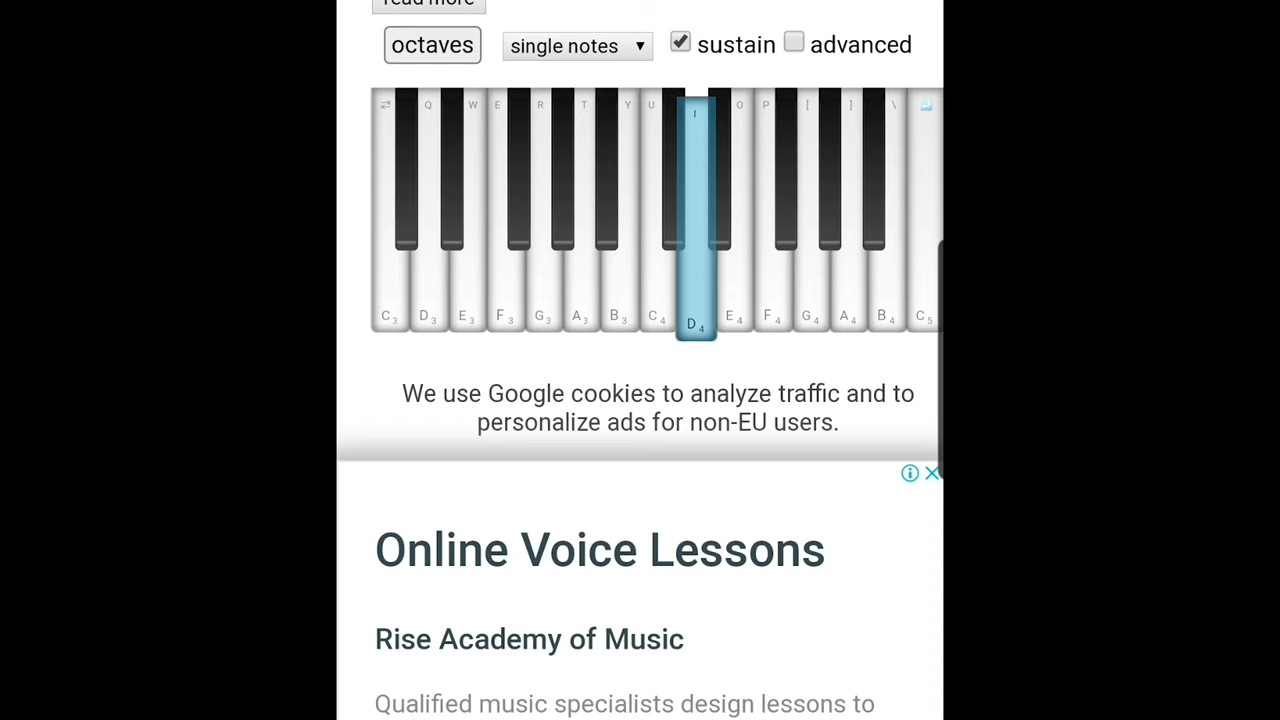 read more
octaves single notes ▼ sustain advanced
Q W E R T Y U I O P [ ] \
C3 D3 E3 F3 G3 A3 B3 C4 D4 E4 F4 G4 A4 B4 C5
We use Google cookies to analyze traffic and to
personalize ads for non-EU users.
Online Voice Lessons
Rise Academy of Music
Qualified music specialists design lessons to